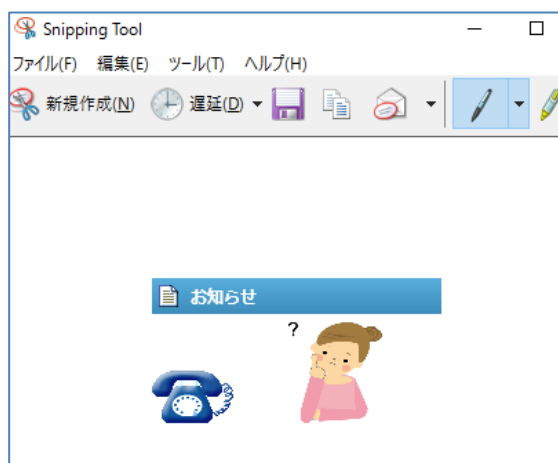 Snipping Tool
ファイル(F) 編集(E) ツール(T) ヘルプ(H)
新規作成(N) 遅延(D)
お知らせ
?